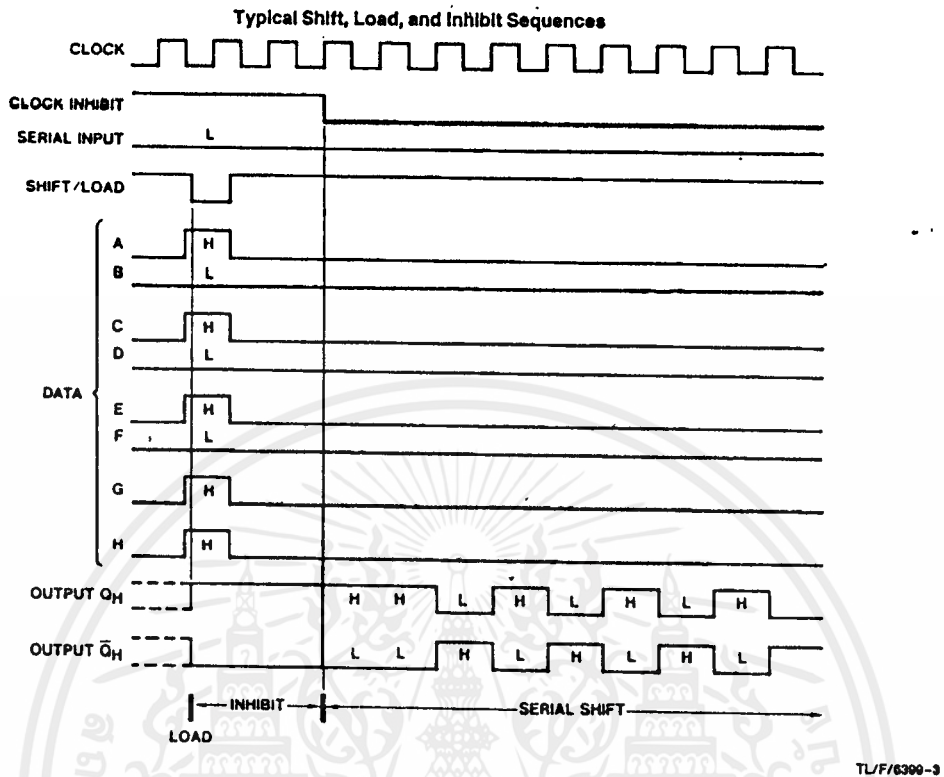 Typical Shift, Load, and Inhibit Sequences
CLOCK
CLOCK INHIBIT
SERIAL INPUT L
SHIFT/LOAD
DATA
A H
B L
C H
D L
E H
F L
G H
H H
OUTPUT QH H H L H L H L H
OUTPUT Q̄H L L H L H L H L
INHIBIT SERIAL SHIFT
LOAD
TL/F/6399-3